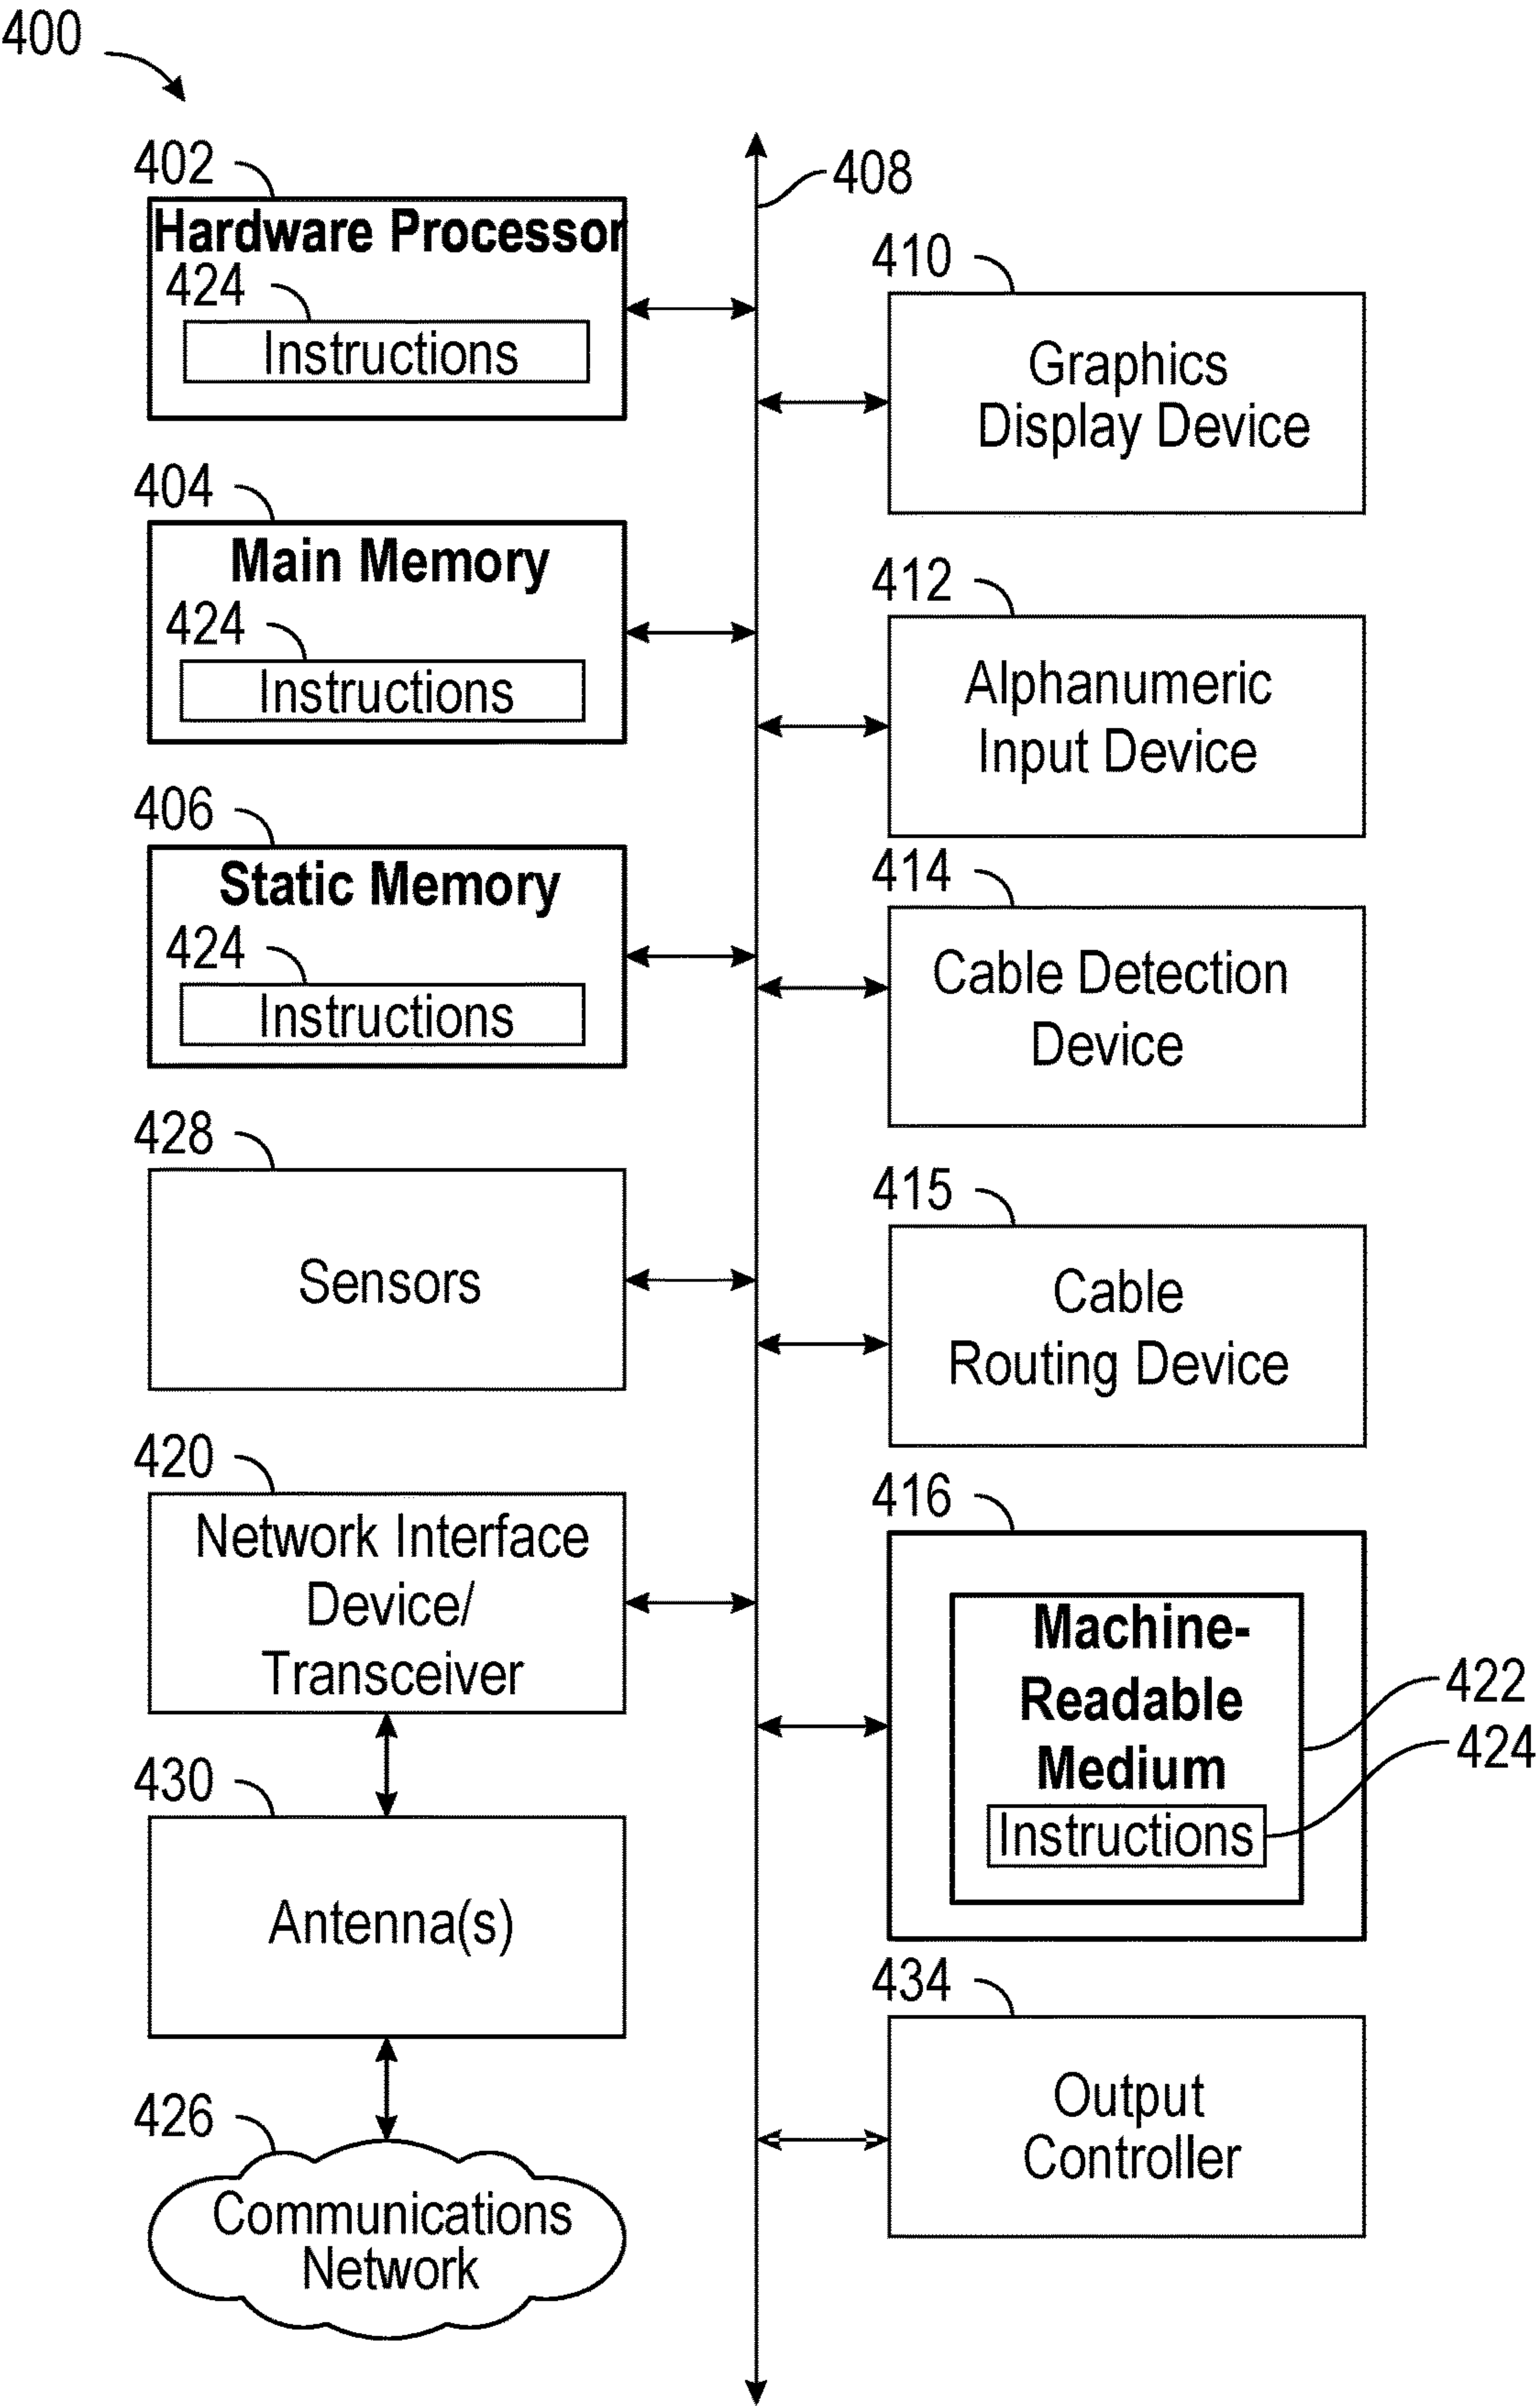 400
402
Hardware Processor
424
Instructions
404
Main Memory
424
Instructions
406
Static Memory
424
Instructions
428
Sensors
420
Network Interface
Device/
Transceiver
430
Antenna(s)
426
Communications
Network
408
410
Graphics
Display Device
412
Alphanumeric
Input Device
414
Cable Detection
Device
415
Cable
Routing Device
416
Machine-
Readable
Medium
Instructions
422
424
434
Output
Controller